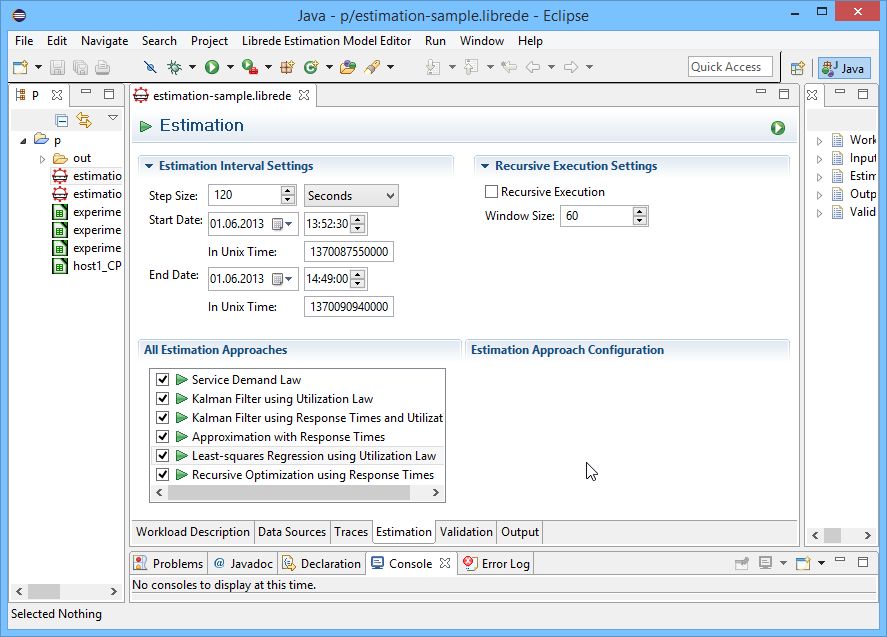 Java - p/estimation-sample.librede - Eclipse
File Edit Navigate Search Project Librede Estimation Model Editor Run Window Help
Quick Access
Java
P
estimation-sample.librede
p
out
estimatio
estimatio
experime
experime
experime
host1_CP
Estimation
Estimation Interval Settings
Step Size: 120 Seconds
Start Date: 01.06.2013 13:52:30
In Unix Time: 1370087550000
End Date: 01.06.2013 14:49:00
In Unix Time: 1370090940000
Recursive Execution Settings
Recursive Execution
Window Size: 60
All Estimation Approaches
Service Demand Law
Kalman Filter using Utilization Law
Kalman Filter using Response Times and Utilizat
Approximation with Response Times
Least-squares Regression using Utilization Law
Recursive Optimization using Response Times
Estimation Approach Configuration
Workload Description Data Sources Traces Estimation Validation Output
Work
Input
Estim
Outp
Valid
Problems @ Javadoc Declaration Console Error Log
No consoles to display at this time.
Selected Nothing